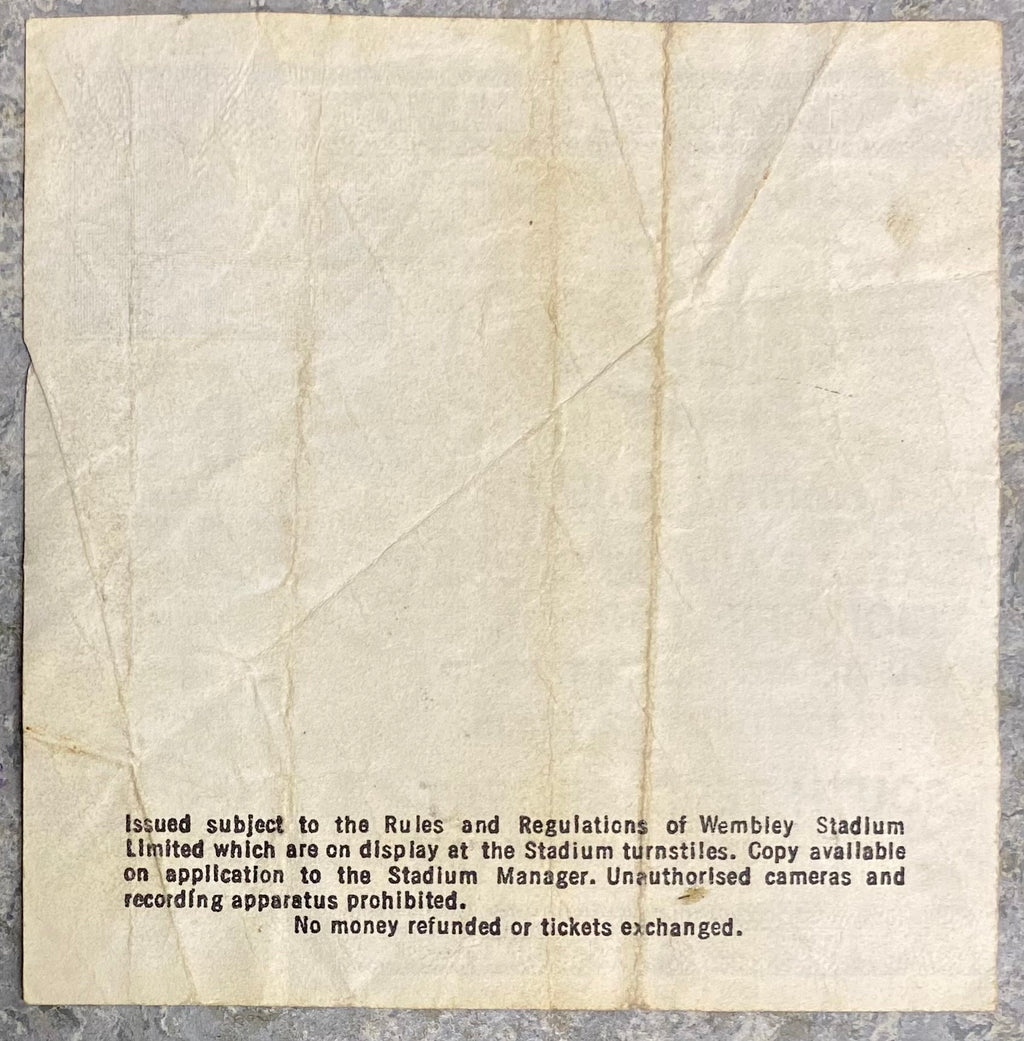 Issued subject to the Rules and Regulations of Wembley Stadium
Limited which are on display at the Stadium turnstiles. Copy available
on application to the Stadium Manager. Unauthorised cameras and
recording apparatus prohibited.
No money refunded or tickets exchanged.